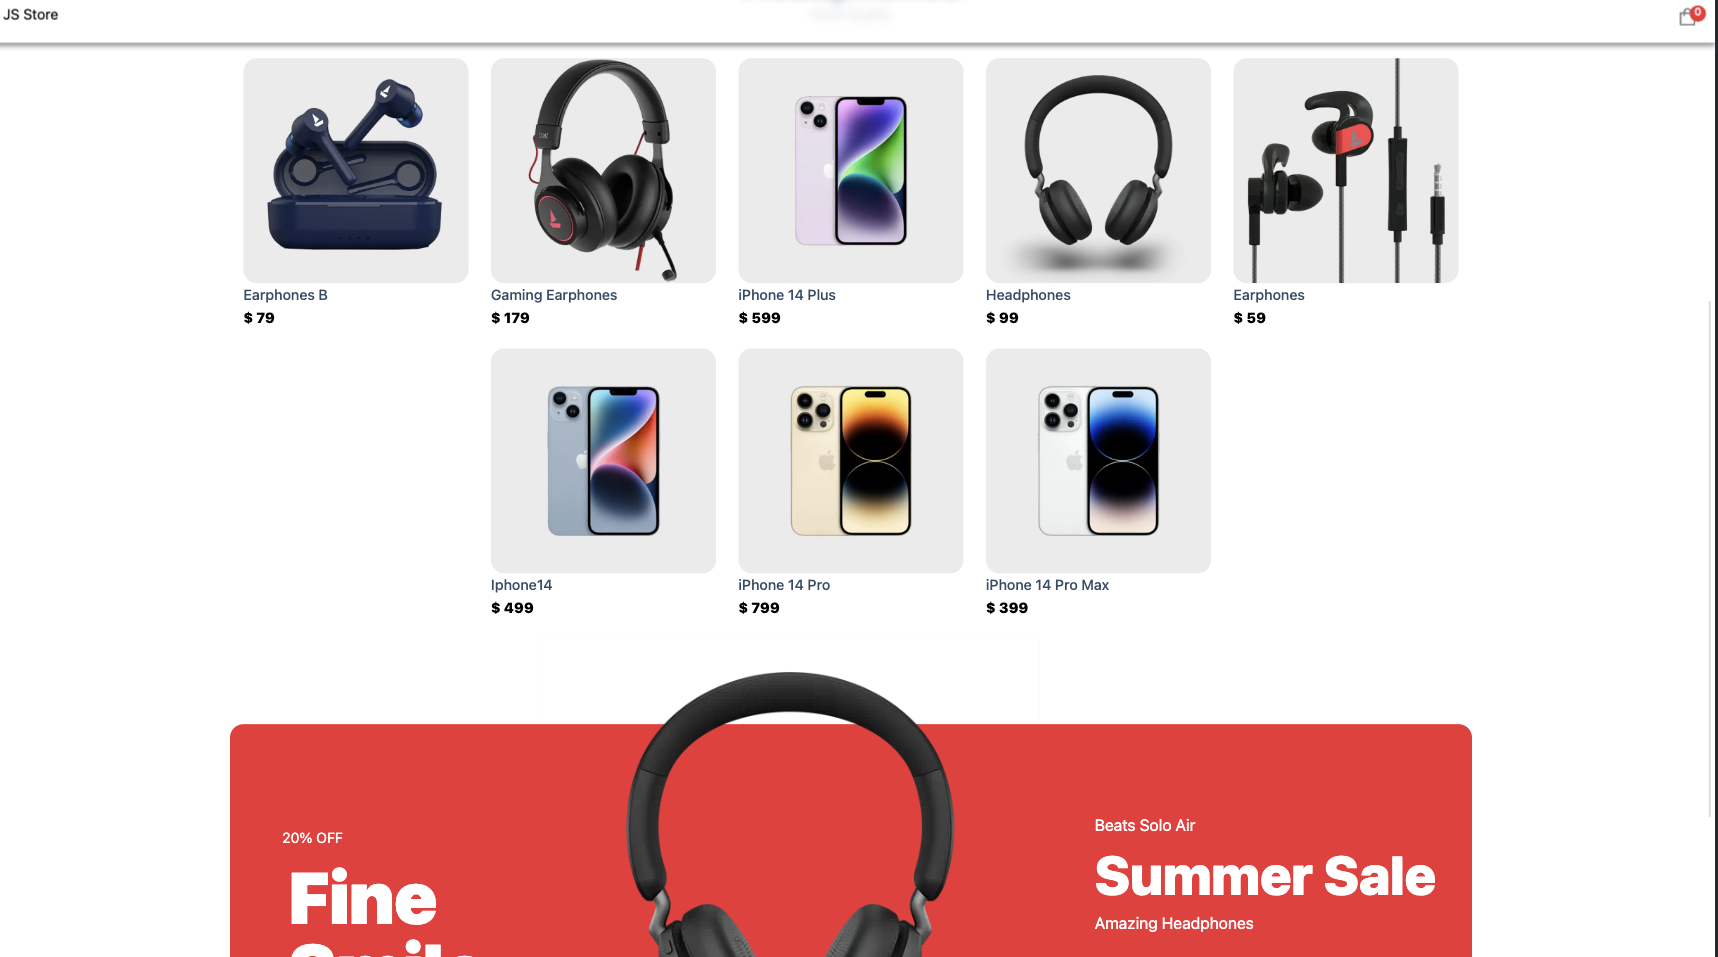 JS Store
0
Earphones B
$ 79
Gaming Earphones
$ 179
iPhone 14 Plus
$ 599
Headphones
$ 99
Earphones
$ 59
Iphone14
$ 499
iPhone 14 Pro
$ 799
iPhone 14 Pro Max
$ 399
20% OFF
Fine
Smile
Beats Solo Air
Summer Sale
Amazing Headphones